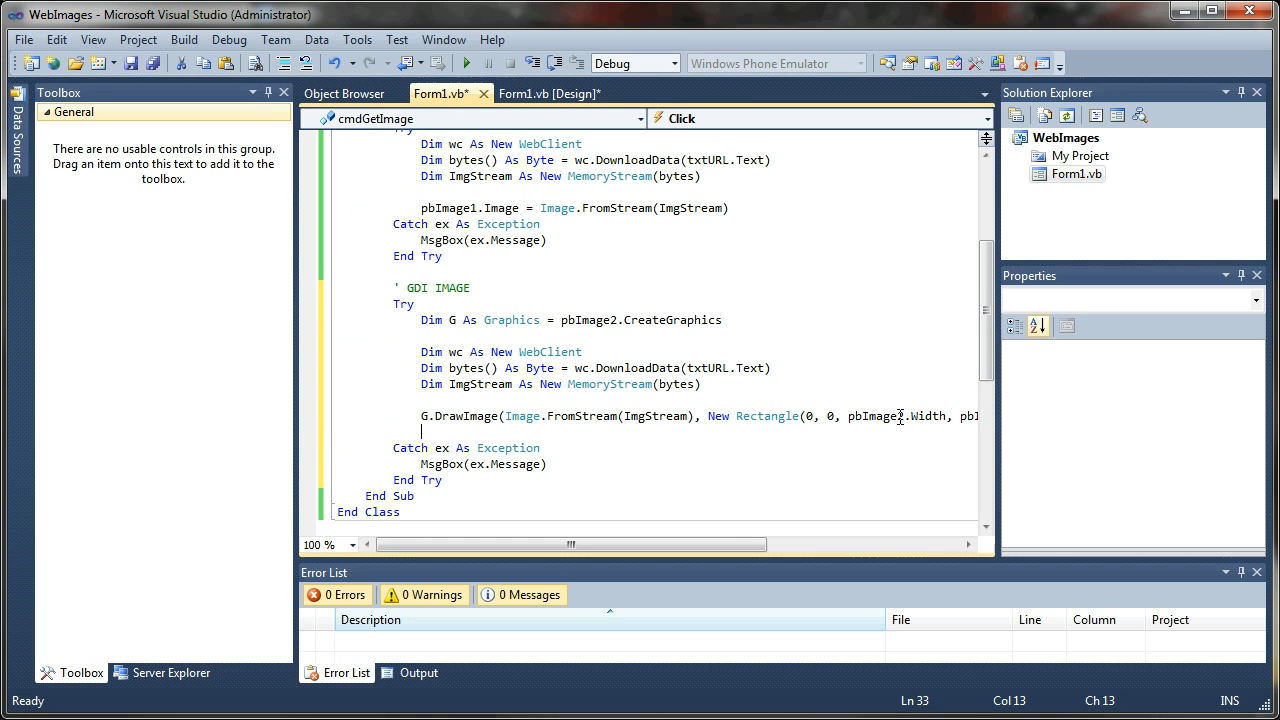 WebImages - Microsoft Visual Studio (Administrator)
File Edit View Project Build Debug Team Data Tools Test Window Help
Debug Windows Phone Emulator
Data Sources
Toolbox
General
There are no usable controls in this group.
Drag an item onto this text to add it to the
toolbox.
Toolbox Server Explorer
Object Browser Form1.vb* Form1.vb [Design]*
cmdGetImage Click
Try
Dim wc As New WebClient
Dim bytes() As Byte = wc.DownloadData(txtURL.Text)
Dim ImgStream As New MemoryStream(bytes)
pbImage1.Image = Image.FromStream(ImgStream)
Catch ex As Exception
MsgBox(ex.Message)
End Try
' GDI IMAGE
Try
Dim G As Graphics = pbImage2.CreateGraphics
Dim wc As New WebClient
Dim bytes() As Byte = wc.DownloadData(txtURL.Text)
Dim ImgStream As New MemoryStream(bytes)
G.DrawImage(Image.FromStream(ImgStream), New Rectangle(0, 0, pbImage2.Width, pbI
Catch ex As Exception
MsgBox(ex.Message)
End Try
End Sub
End Class
100 %
Solution Explorer
WebImages
My Project
Form1.vb
Properties
Error List
0 Errors 0 Warnings 0 Messages
Description File Line Column Project
Error List Output
Ready Ln 33 Col 13 Ch 13 INS